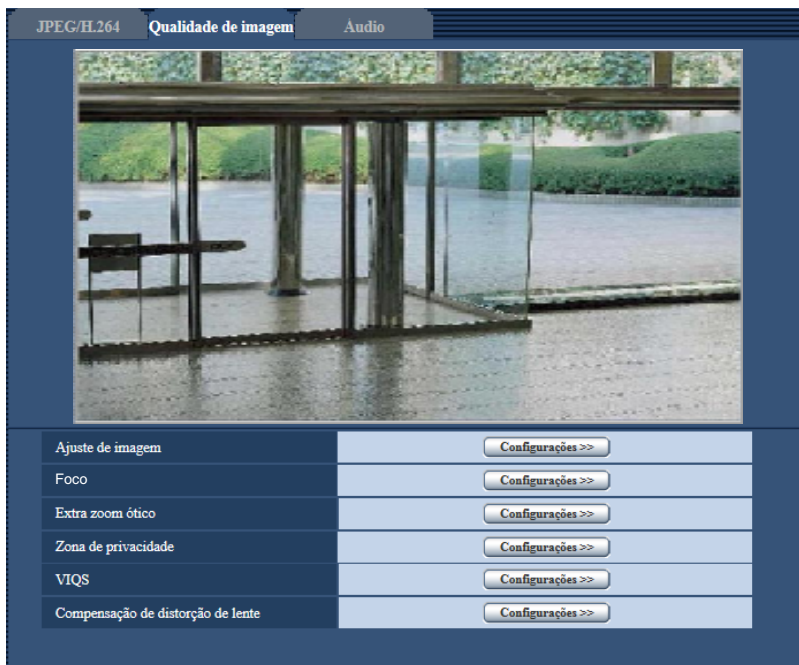 JPEG/H.264 Qualidade de imagem Áudio
Ajuste de imagem Configurações >>
Foco Configurações >>
Extra zoom ótico Configurações >>
Zona de privacidade Configurações >>
VIQS Configurações >>
Compensação de distorção de lente Configurações >>